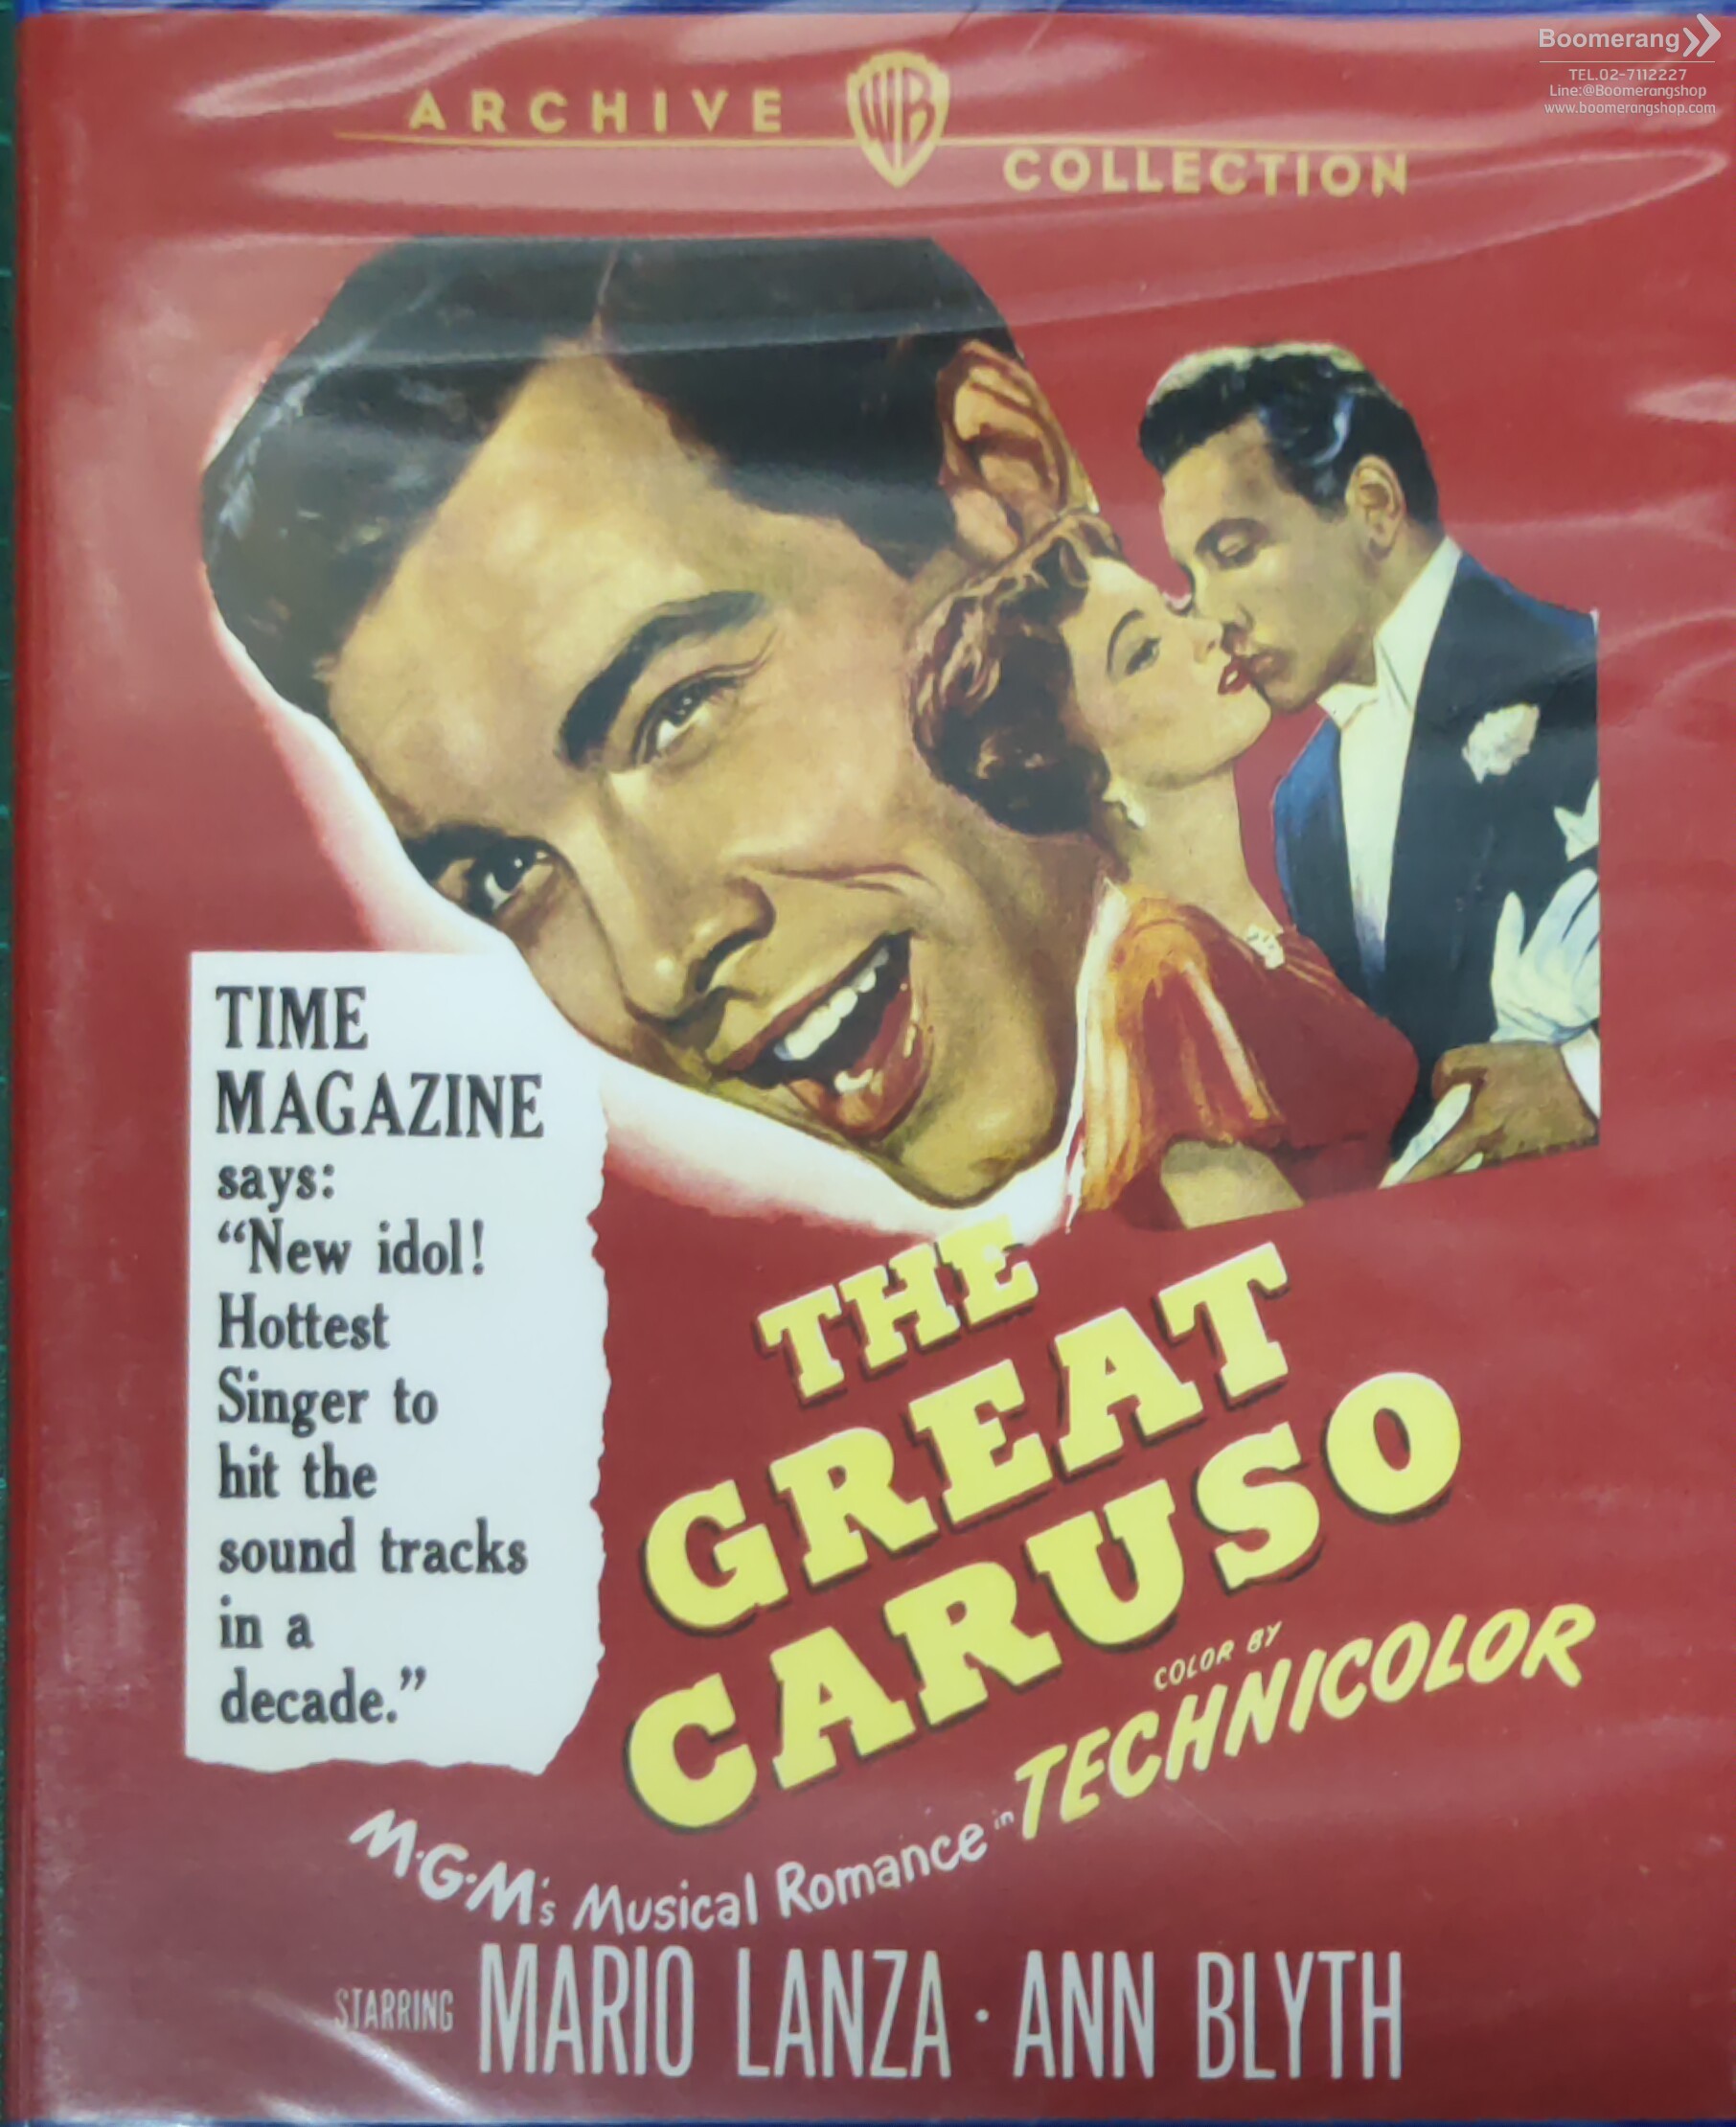 Boomerang
TEL.02-7112227
Line:@Boomerangshop
www.boomerangshop.com
ARCHIVE WB COLLECTION
TIME
MAGAZINE
says:
“New idol!
Hottest
Singer to
hit the
sound tracks
in a
decade.”
THE
GREAT
CARUSO
COLOR BY
M·G·M's Musical Romance in TECHNICOLOR
STARRING MARIO LANZA · ANN BLYTH